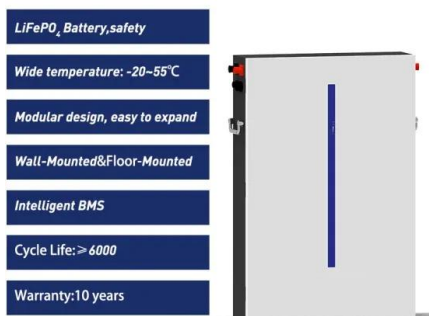 LiFePO₄ Battery,safety
Wide temperature: -20~55℃
Modular design, easy to expand
Wall-Mounted&Floor-Mounted
Intelligent BMS
Cycle Life:≥6000
Warranty:10 years